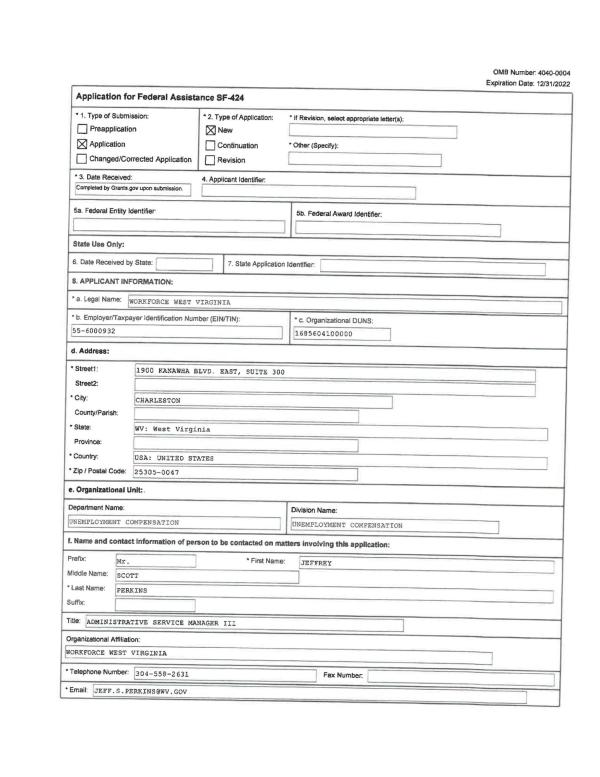 OMB Number: 4040-0004
Expiration Date: 12/31/2022
Application for Federal Assistance SF-424
* 1. Type of Submission:
Preapplication
Application
Changed/Corrected Application
* 2. Type of Application:
New
Continuation
Revision
* If Revision, select appropriate letter(s):
* Other (Specify):
* 3. Date Received:
Completed by Grants.gov upon submission.
4. Applicant Identifier:
5a. Federal Entity Identifier:
5b. Federal Award Identifier:
State Use Only:
6. Date Received by State:
7. State Application Identifier:
8. APPLICANT INFORMATION:
* a. Legal Name: WORKFORCE WEST VIRGINIA
* b. Employer/Taxpayer Identification Number (EIN/TIN):
55-6000932
* c. Organizational DUNS:
1685604100000
d. Address:
* Street1: 1900 KANAWHA BLVD. EAST, SUITE 300
Street2:
* City: CHARLESTON
County/Parish:
* State: WV: West Virginia
Province:
* Country: USA: UNITED STATES
* Zip / Postal Code: 25305-0047
e. Organizational Unit:
Department Name:
UNEMPLOYMENT COMPENSATION
Division Name:
UNEMPLOYMENT COMPENSATION
f. Name and contact information of person to be contacted on matters involving this application:
Prefix: Mr.
* First Name: JEFFREY
Middle Name: SCOTT
* Last Name: PERKINS
Suffix:
Title: ADMINISTRATIVE SERVICE MANAGER III
Organizational Affiliation:
WORKFORCE WEST VIRGINIA
* Telephone Number: 304-558-2631
Fax Number:
* Email: JEFF.S.PERKINS@WV.GOV